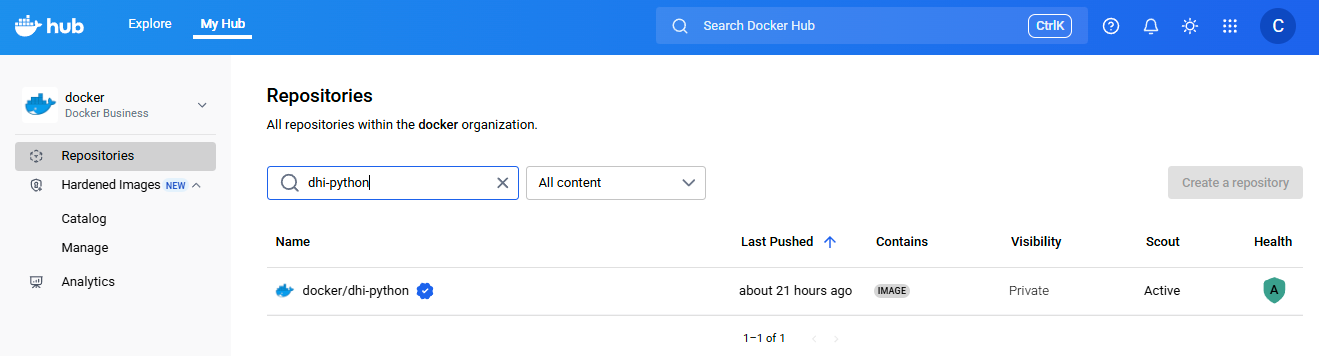 hub Explore My Hub Search Docker Hub CtrlK C
docker
Docker Business
Repositories
Hardened Images NEW
Catalog
Manage
Analytics
Repositories
All repositories within the docker organization.
dhi-python All content Create a repository
Name Last Pushed Contains Visibility Scout Health
docker/dhi-python about 21 hours ago IMAGE Private Active A
1–1 of 1